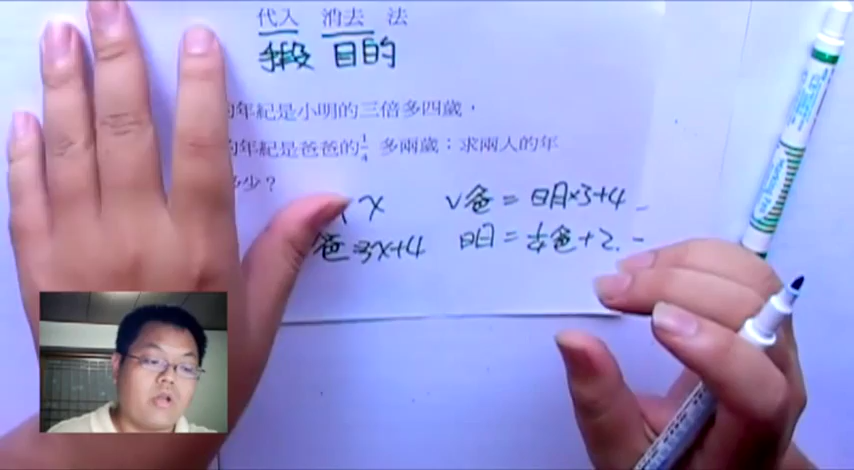 代入 消去 法
手段 目的
的年紀是小明的三倍多四歲,
的年紀是爸爸的1/4 多兩歲;求兩人的年
多少?
x v爸 = 明×3+4
爸=3x+4 明 = 1/4爸+2.